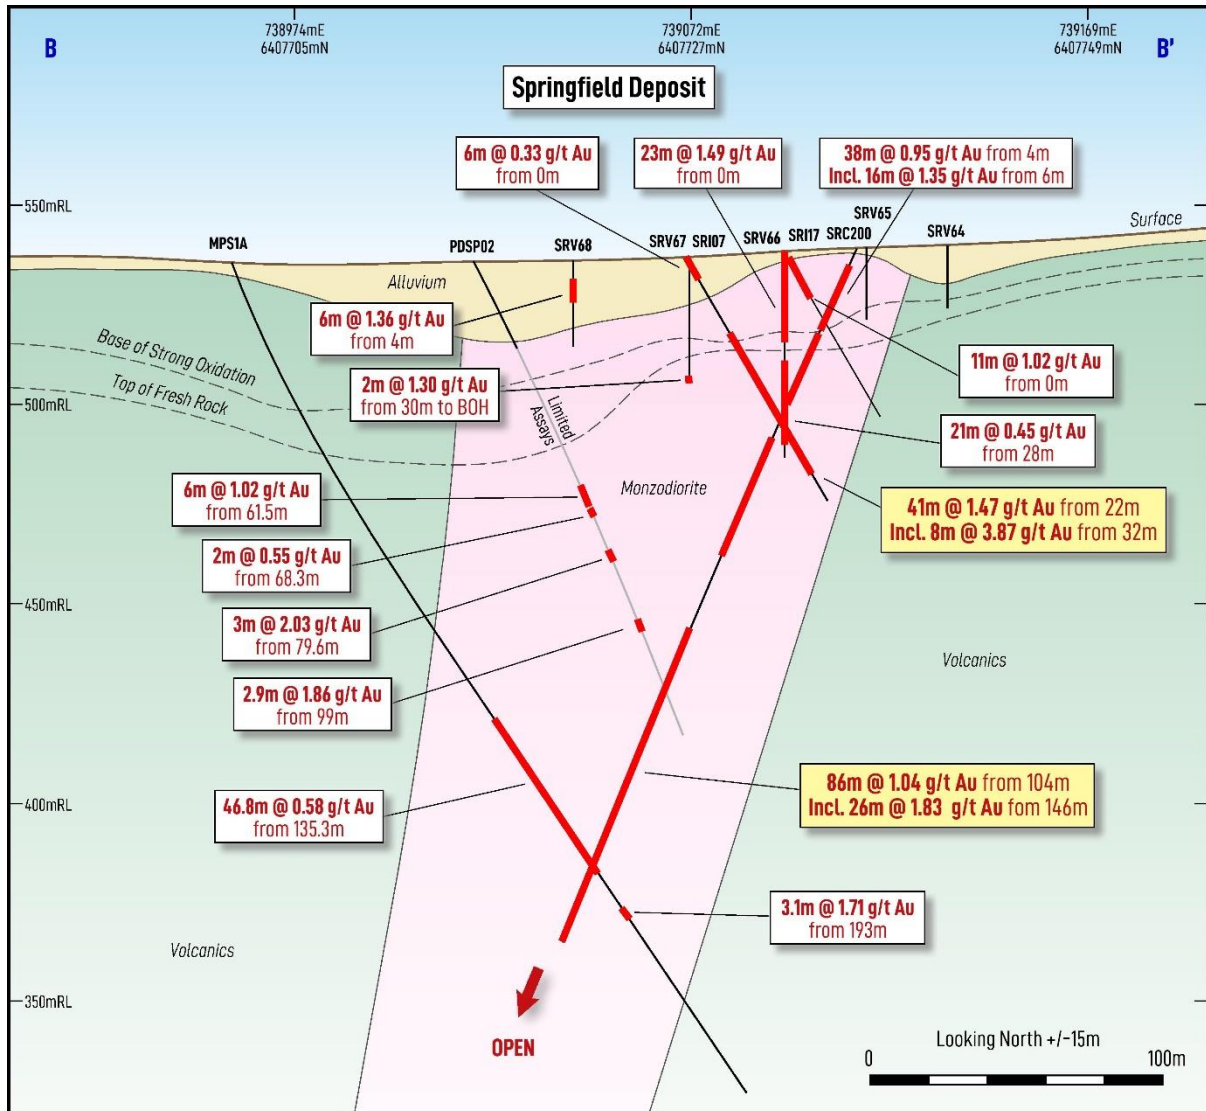 738974mE
6407705mN
739072mE
6407727mN
739169mE
6407749mN
B
B'
Springfield Deposit
6m @ 0.33 g/t Au
from 0m
23m @ 1.49 g/t Au
from 0m
38m @ 0.95 g/t Au from 4m
Incl. 16m @ 1.35 g/t Au from 6m
550mRL
Surface
MPS1A
PDSP02
SRV68
SRV67
SRI07
SRV66
SRI17
SRC200
SRV65
SRV64
Alluvium
6m @ 1.36 g/t Au
from 4m
Base of Strong Oxidation
Top of Fresh Rock
2m @ 1.30 g/t Au
from 30m to BOH
11m @ 1.02 g/t Au
from 0m
500mRL
Limited
Assays
21m @ 0.45 g/t Au
from 28m
6m @ 1.02 g/t Au
from 61.5m
Monzodiorite
41m @ 1.47 g/t Au from 22m
Incl. 8m @ 3.87 g/t Au from 32m
2m @ 0.55 g/t Au
from 68.3m
450mRL
3m @ 2.03 g/t Au
from 79.6m
Volcanics
2.9m @ 1.86 g/t Au
from 99m
400mRL
46.8m @ 0.58 g/t Au
from 135.3m
86m @ 1.04 g/t Au from 104m
Incl. 26m @ 1.83 g/t Au fom 146m
3.1m @ 1.71 g/t Au
from 193m
Volcanics
350mRL
OPEN
Looking North +/-15m
0
100m